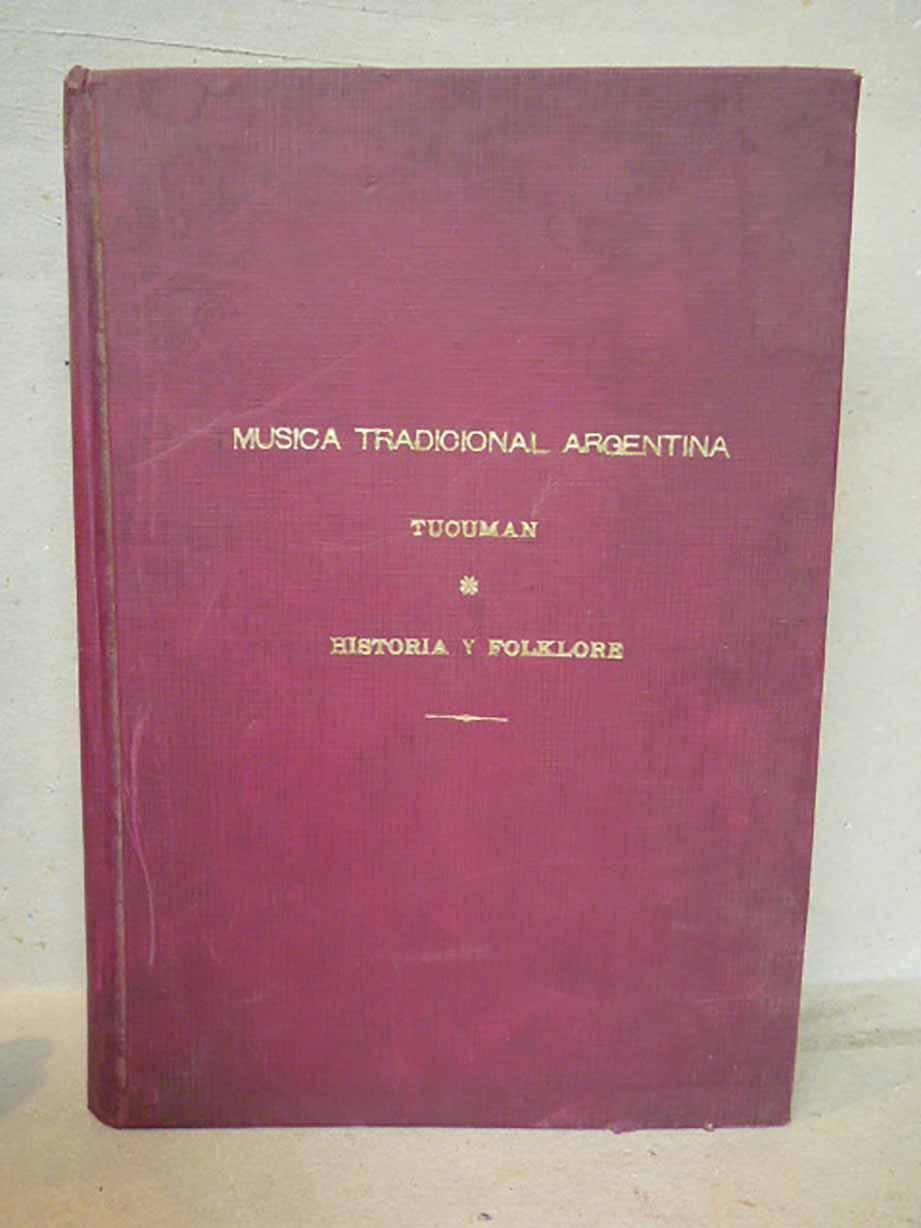 MUSICA TRADICIONAL ARGENTINA
TUCUMAN
HISTORIA Y FOLKLORE